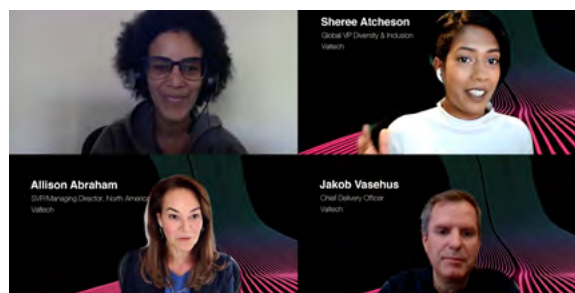 Sheree Atcheson
Global VP Diversity & Inclusion
Valtech
Allison Abraham
SVP/Managing Director, North America
Valtech
Jakob Vasehus
Chief Delivery Officer
Valtech